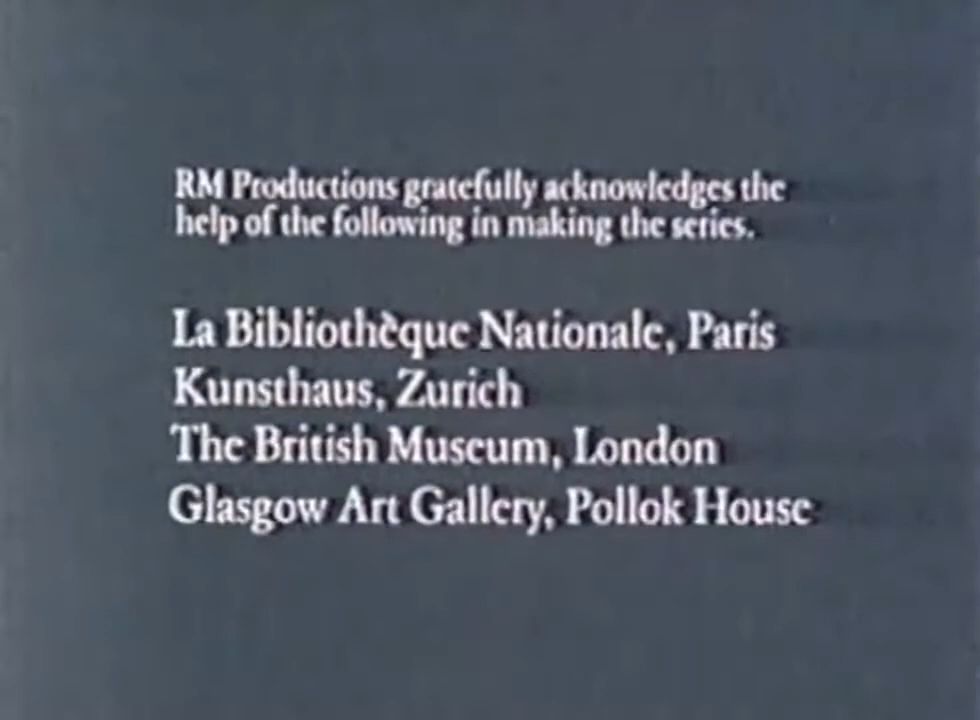 RM Productions gratefully acknowledges the
help of the following in making the series.
La Bibliothèque Nationale, Paris
Kunsthaus, Zurich
The British Museum, London
Glasgow Art Gallery, Pollok House